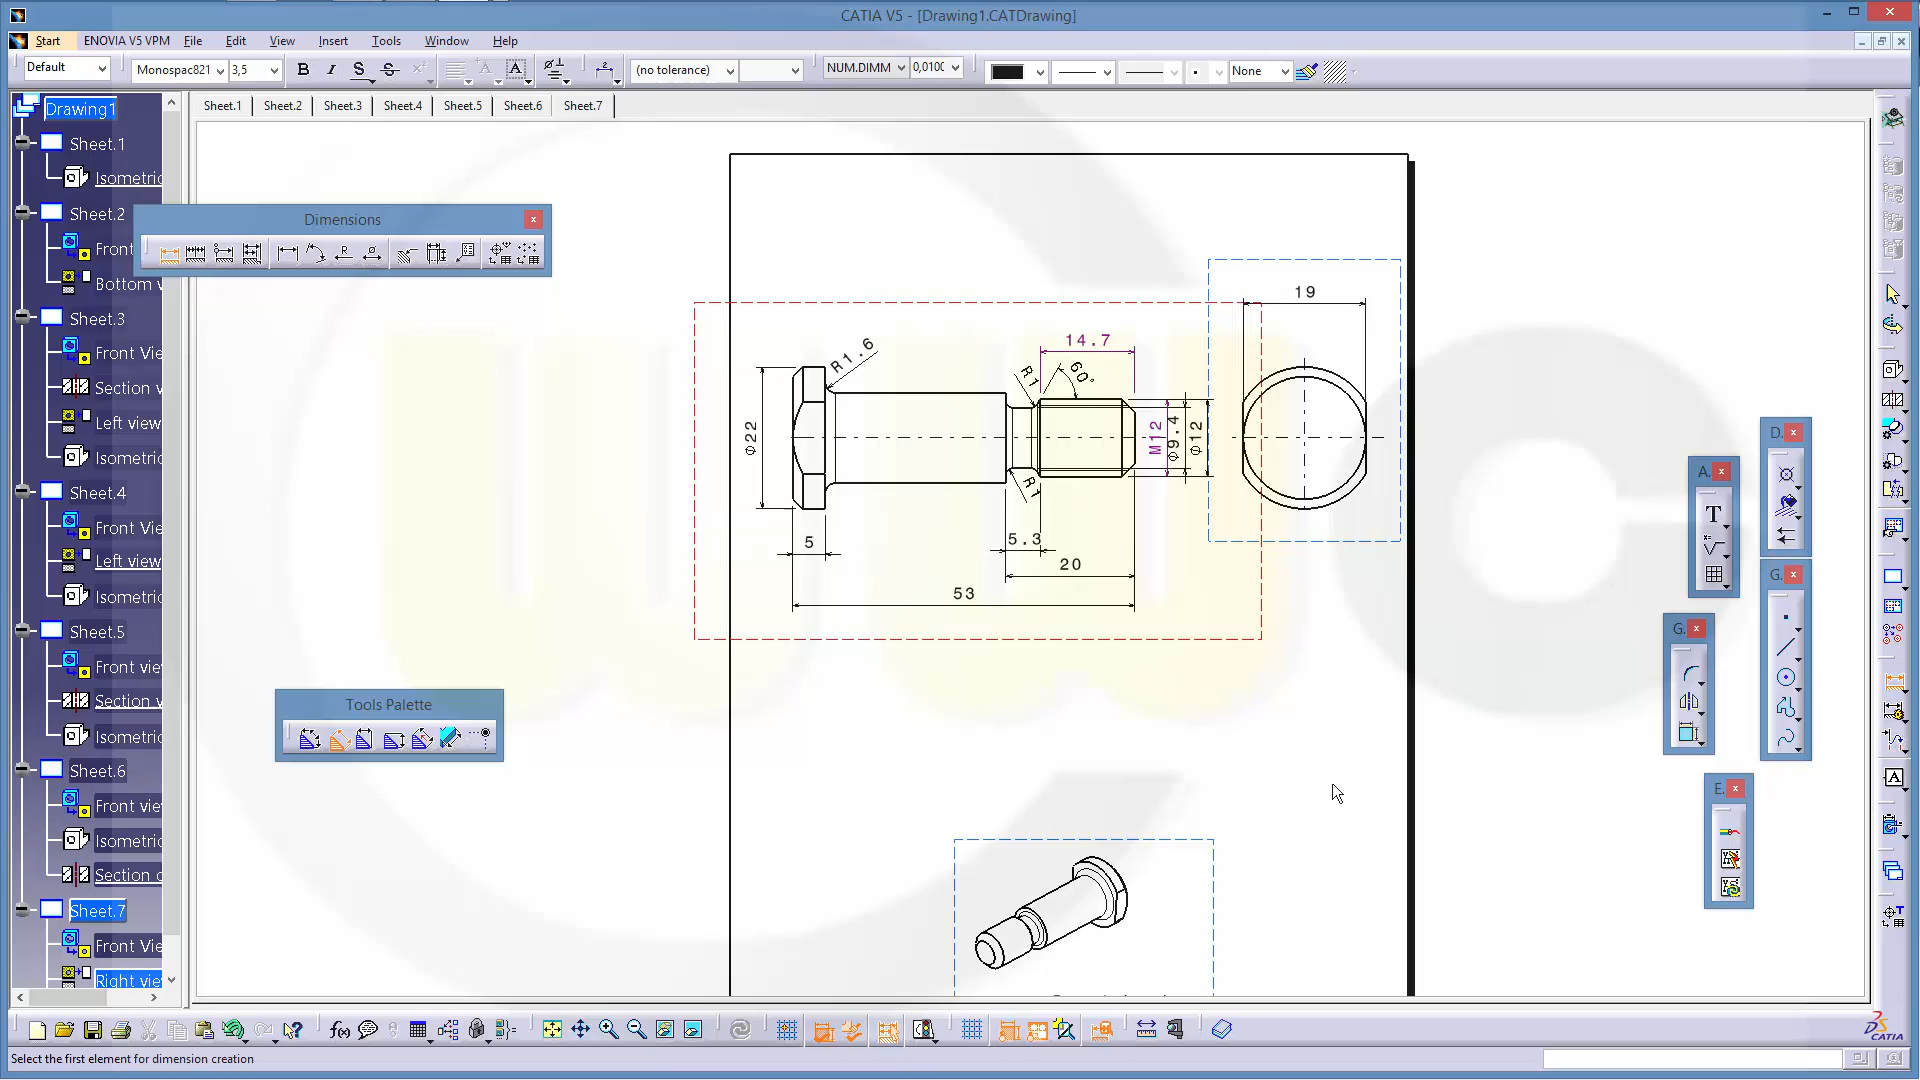 CATIA V5 - [Drawing1.CATDrawing]
Start ENOVIA V5 VPM File Edit View Insert Tools Window Help
Default Monospac821 3,5 B I S S (no tolerance) NUM.DIMM 0,010 None
Sheet.1 Sheet.2 Sheet.3 Sheet.4 Sheet.5 Sheet.6 Sheet.7
Drawing1
Sheet.1
Isometric
Sheet.2
Front
Bottom v
Sheet.3
Front Vie
Section v
Left view
Isometric
Sheet.4
Front Vie
Left view
Isometric
Sheet.5
Front vie
Section v
Isometric
Sheet.6
Front vie
Isometric
Section c
Sheet.7
Front Vie
Right vie
Dimensions
Tools Palette
D.
A.
G.
G.
E.
19
14.7
R1.6
R1
60°
ϕ22
M12
ϕ9.4
ϕ12
R1
5
5.3
20
53
CATIA
Select the first element for dimension creation